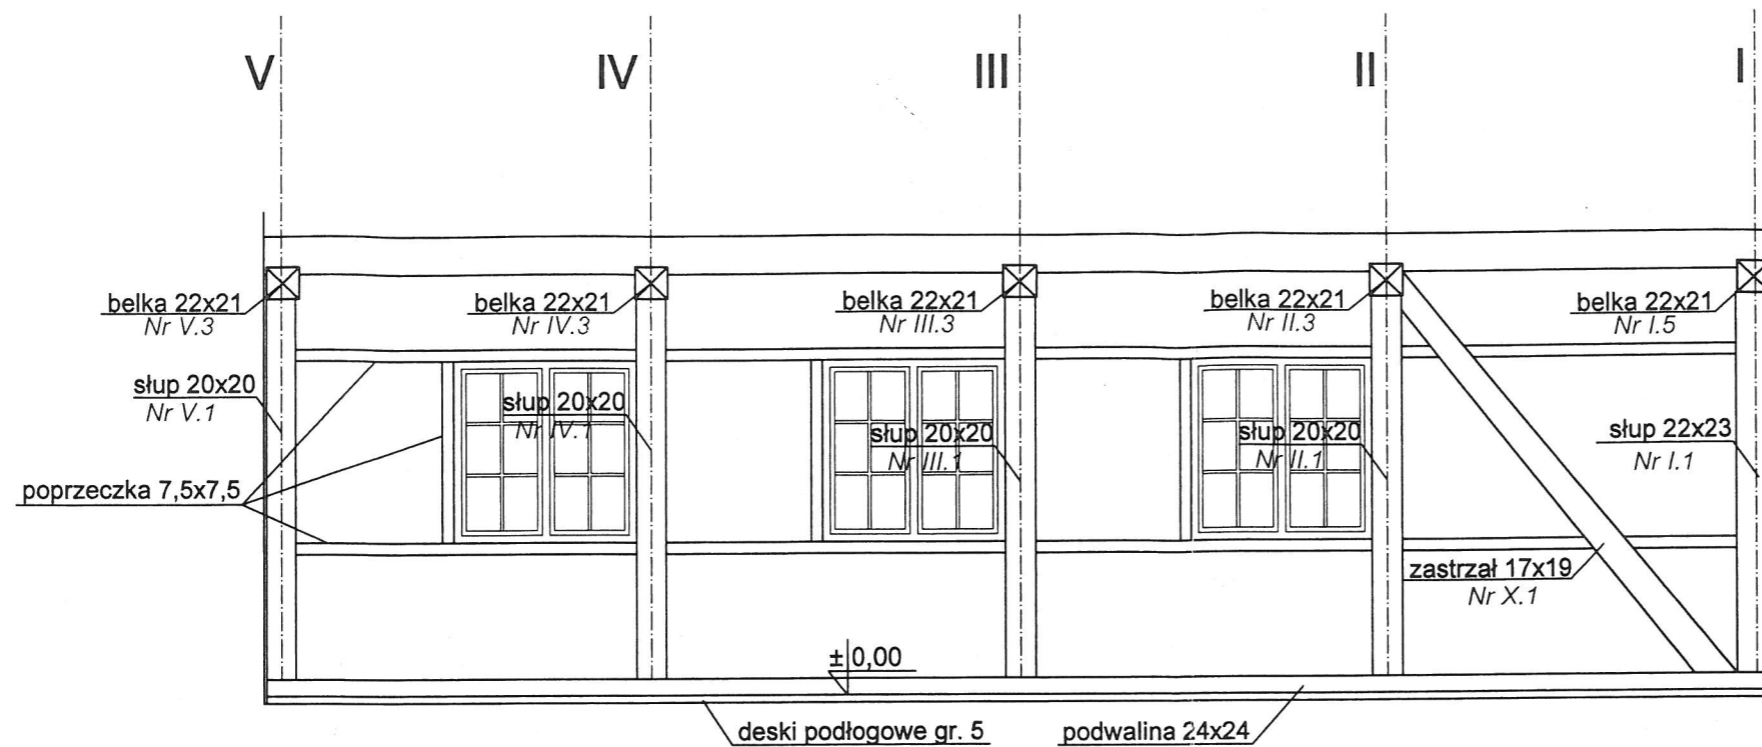 V
IV
III
II
I
belka 22x21
Nr V.3
belka 22x21
Nr IV.3
belka 22x21
Nr III.3
belka 22x21
Nr II.3
belka 22x21
Nr I.5
słup 20x20
Nr V.1
słup 20x20
Nr IV.1
słup 20x20
Nr III.1
słup 20x20
Nr II.1
słup 22x23
Nr I.1
poprzeczka 7,5x7,5
zastrzał 17x19
Nr X.1
±0,00
deski podłogowe gr. 5
podwalina 24x24